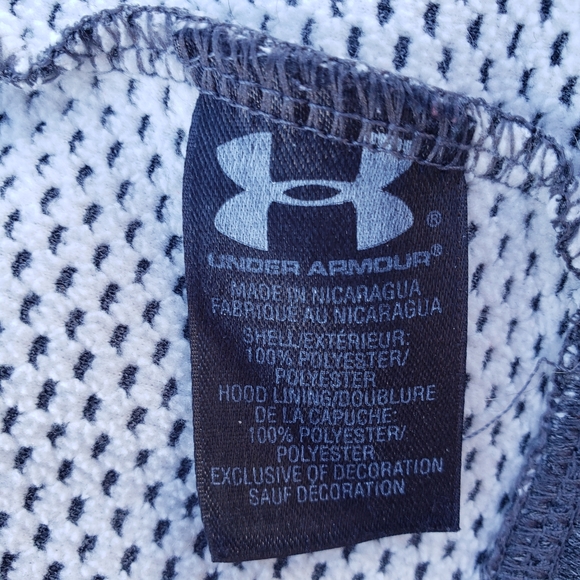 ®
UNDER ARMOUR®
MADE IN NICARAGUA
FABRIQUE AU NICARAGUA
SHELL/EXTÉRIEUR:
100% POLYESTER/
POLYESTER
HOOD LINING/DOUBLURE
DE LA CAPUCHE:
100% POLYESTER/
POLYESTER
EXCLUSIVE OF DECORATION
SAUF DÉCORATION